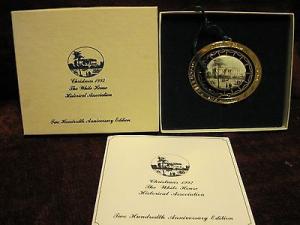 Christmas 1992
The White House
Historical Association
Two Hundredth Anniversary Edition
Christmas 1992
The White House
Historical Association
Two Hundredth Anniversary Edition